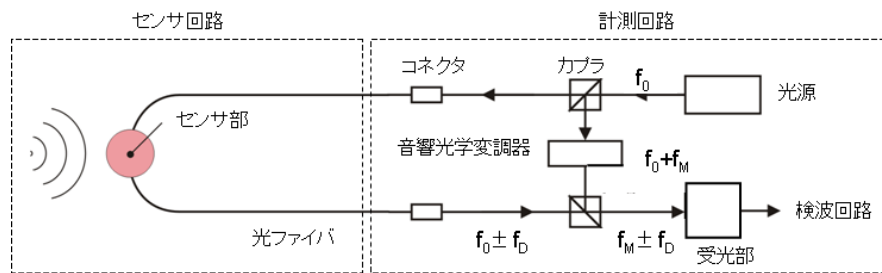 センサ回路
計測回路
コネクタ
カプラ
f0
光源
センサ部
音響光学変調器
f0+fM
検波回路
光ファイバ
f0± fD
fM± fD
受光部